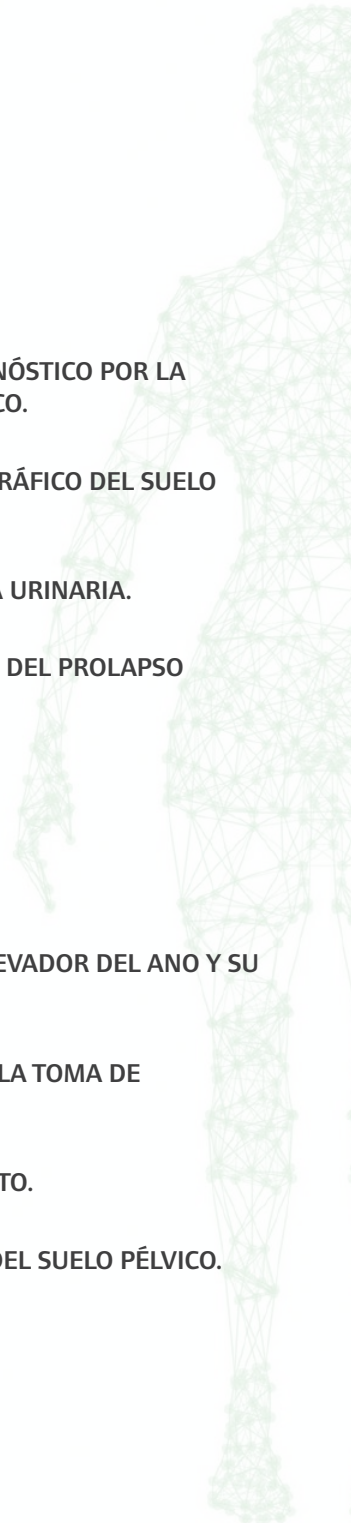 NÓSTICO POR LA
CO.
RÁFICO DEL SUELO
A URINARIA.
DEL PROLAPSO
EVADOR DEL ANO Y SU
LA TOMA DE
TO.
DEL SUELO PÉLVICO.